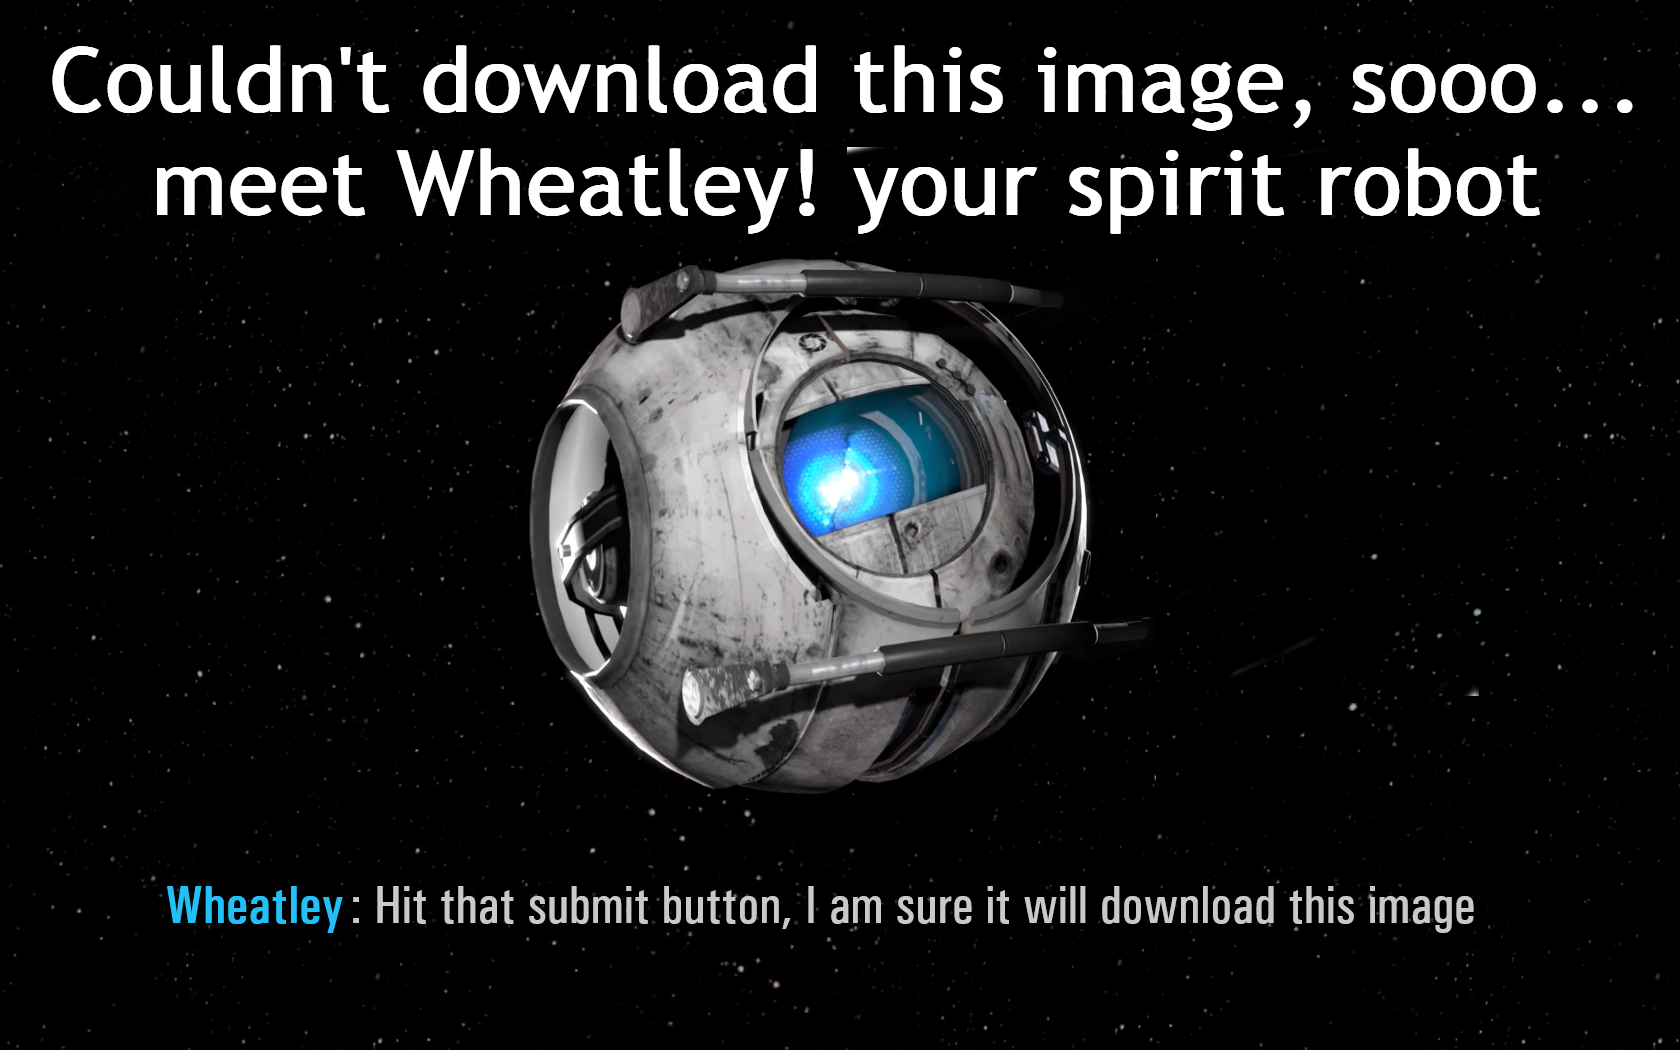 Couldn't download this image, sooo...
meet Wheatley! your spirit robot
Wheatley: Hit that submit button, I am sure it will download this image